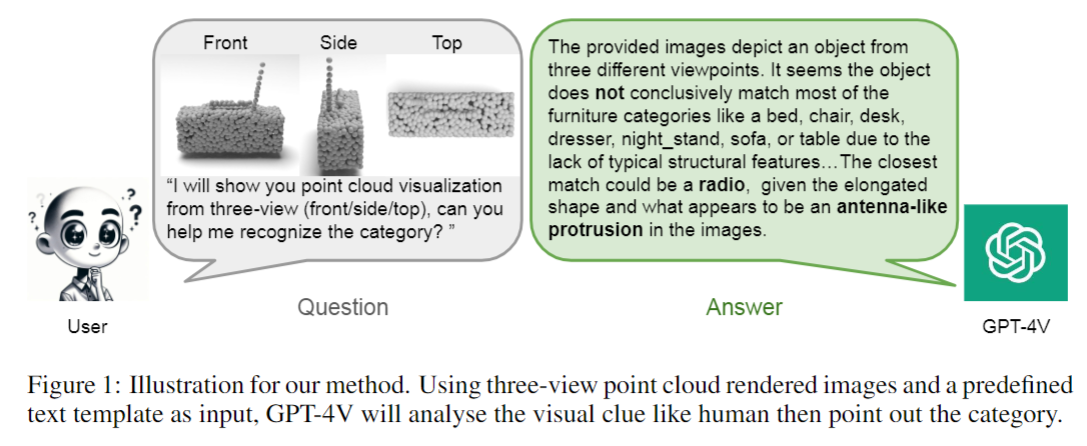 Front Side Top
"I will show you point cloud visualization
from three-view (front/side/top), can you
help me recognize the category? "
The provided images depict an object from
three different viewpoints. It seems the object
does not conclusively match most of the
furniture categories like a bed, chair, desk,
dresser, night_stand, sofa, or table due to the
lack of typical structural features…The closest
match could be a radio, given the elongated
shape and what appears to be an antenna-like
protrusion in the images.
? ? ? ?
User
Question
Answer
GPT-4V
Figure 1: Illustration for our method. Using three-view point cloud rendered images and a predefined
text template as input, GPT-4V will analyse the visual clue like human then point out the category.